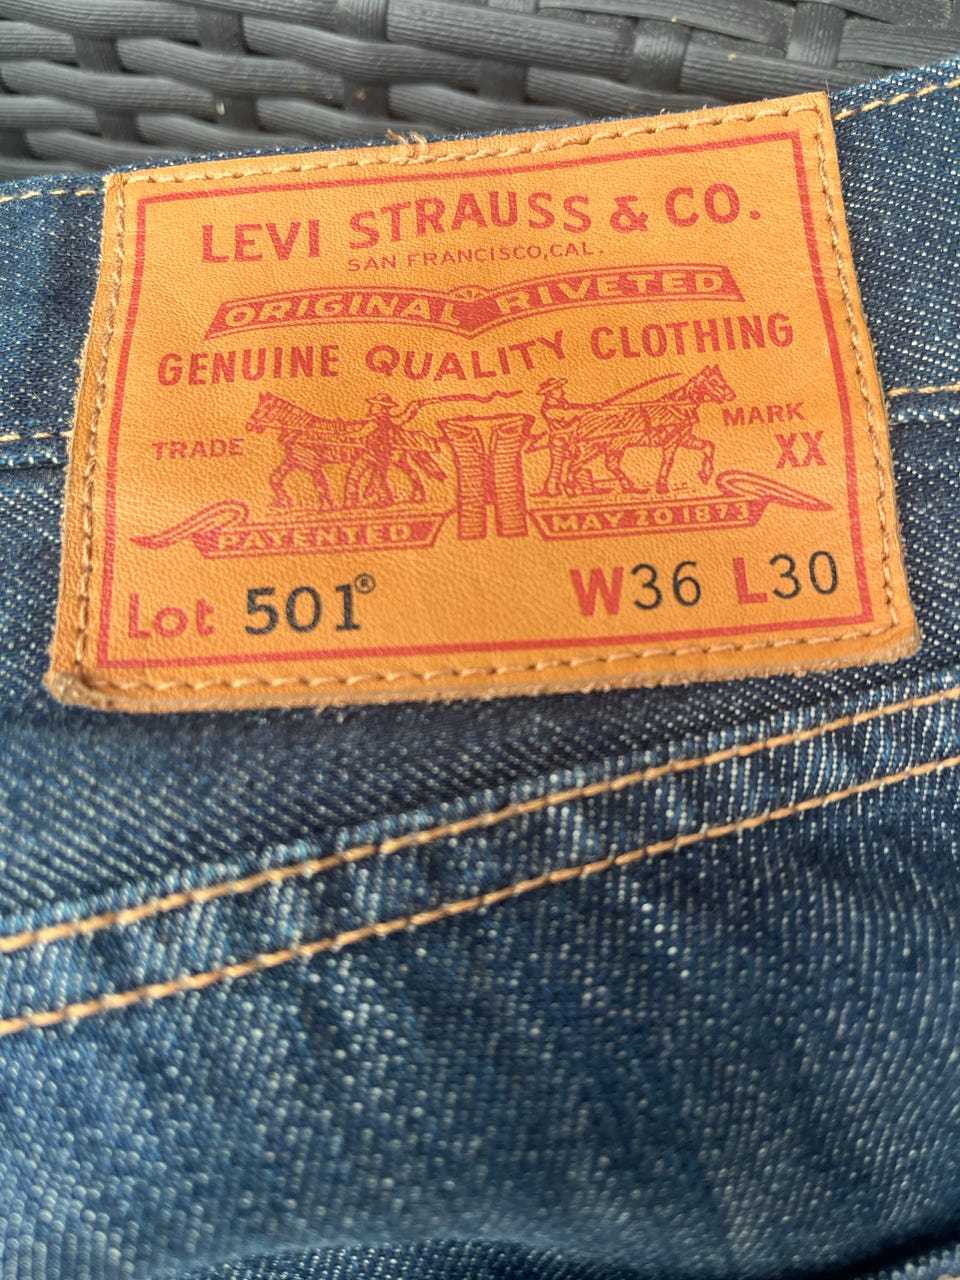 LEVI STRAUSS & CO.
SAN FRANCISCO, CAL.
ORIGINAL RIVETED
GENUINE QUALITY CLOTHING
TRADE MARK
XX
PATENTED MAY 20 1873
Lot 501® W36 L30